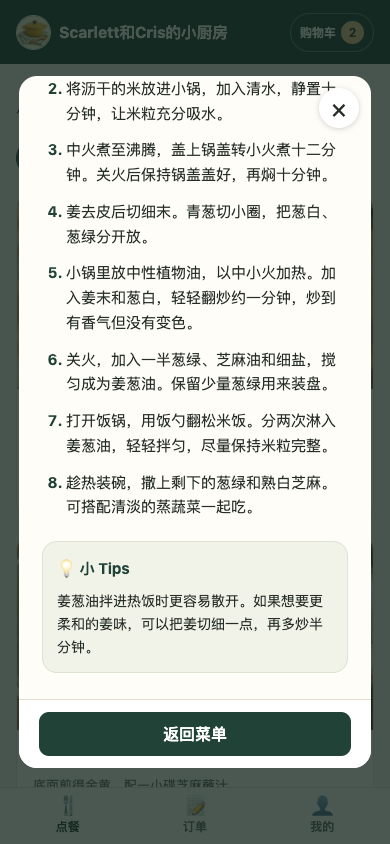 Scarlett和Cris的小厨房
购物车 2
2. 将沥干的米放进小锅，加入清水，静置十
分钟，让米粒充分吸水。
3. 中火煮至沸腾，盖上锅盖转小火煮十二分
钟。关火后保持锅盖盖好，再焖十分钟。
4. 姜去皮后切细末。青葱切小圈，把葱白、
葱绿分开放。
5. 小锅里放中性植物油，以中小火加热。加
入姜末和葱白，轻轻翻炒约一分钟，炒到
有香气但没有变色。
6. 关火，加入一半葱绿、芝麻油和细盐，搅
匀成为姜葱油。保留少量葱绿用来装盘。
7. 打开饭锅，用饭勺翻松米饭。分两次淋入
姜葱油，轻轻拌匀，尽量保持米粒完整。
8. 趁热装碗，撒上剩下的葱绿和熟白芝麻。
可搭配清淡的蒸蔬菜一起吃。
小 Tips
姜葱油拌进热饭时更容易散开。如果想要更
柔和的姜味，可以把姜切细一点，再多炒半
分钟。
返回菜单
底面煎得金黄，配一小碟芝麻蘸汁
点餐
订单
我的